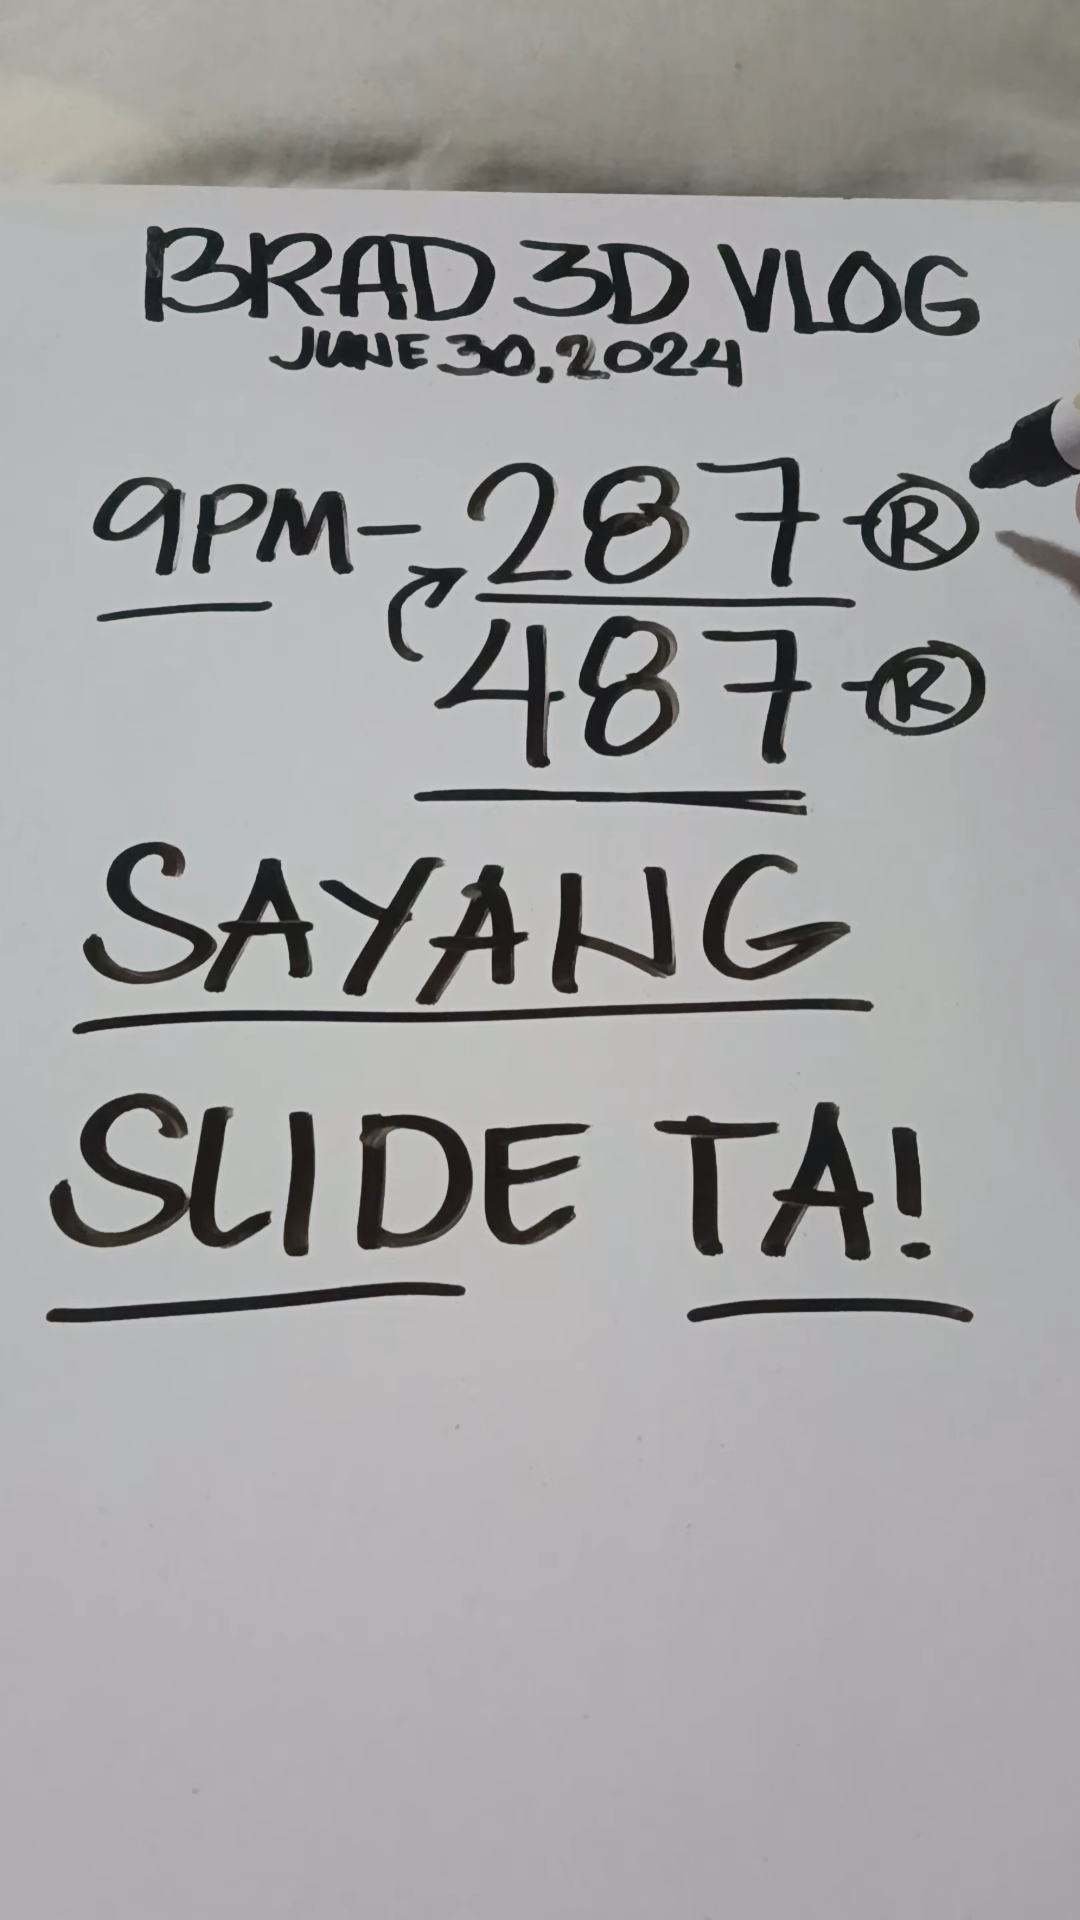 BRAD 3D VLOG
JUNE 30, 2024
9PM- 287-Ⓡ
487-Ⓡ
SAYANG
SLIDE TA!